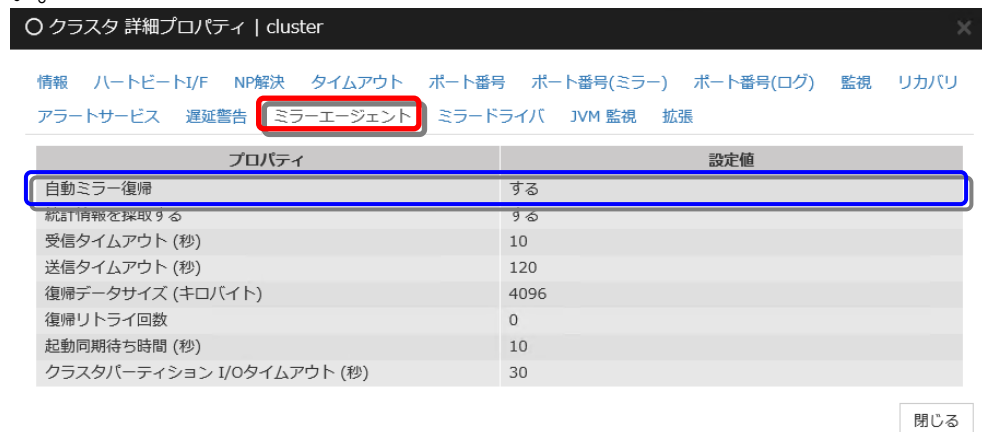 クラスタ 詳細プロパティ | cluster ×
情報 ハートビートI/F NP解決 タイムアウト ポート番号 ポート番号(ミラー) ポート番号(ログ) 監視 リカバリ
アラートサービス 遅延警告 ミラーエージェント ミラードライバ JVM 監視 拡張
プロパティ 設定値
自動ミラー復帰 する
統計情報を採取する する
受信タイムアウト (秒) 10
送信タイムアウト (秒) 120
復帰データサイズ (キロバイト) 4096
復帰リトライ回数 0
起動同期待ち時間 (秒) 10
クラスタパーティション I/Oタイムアウト (秒) 30
閉じる